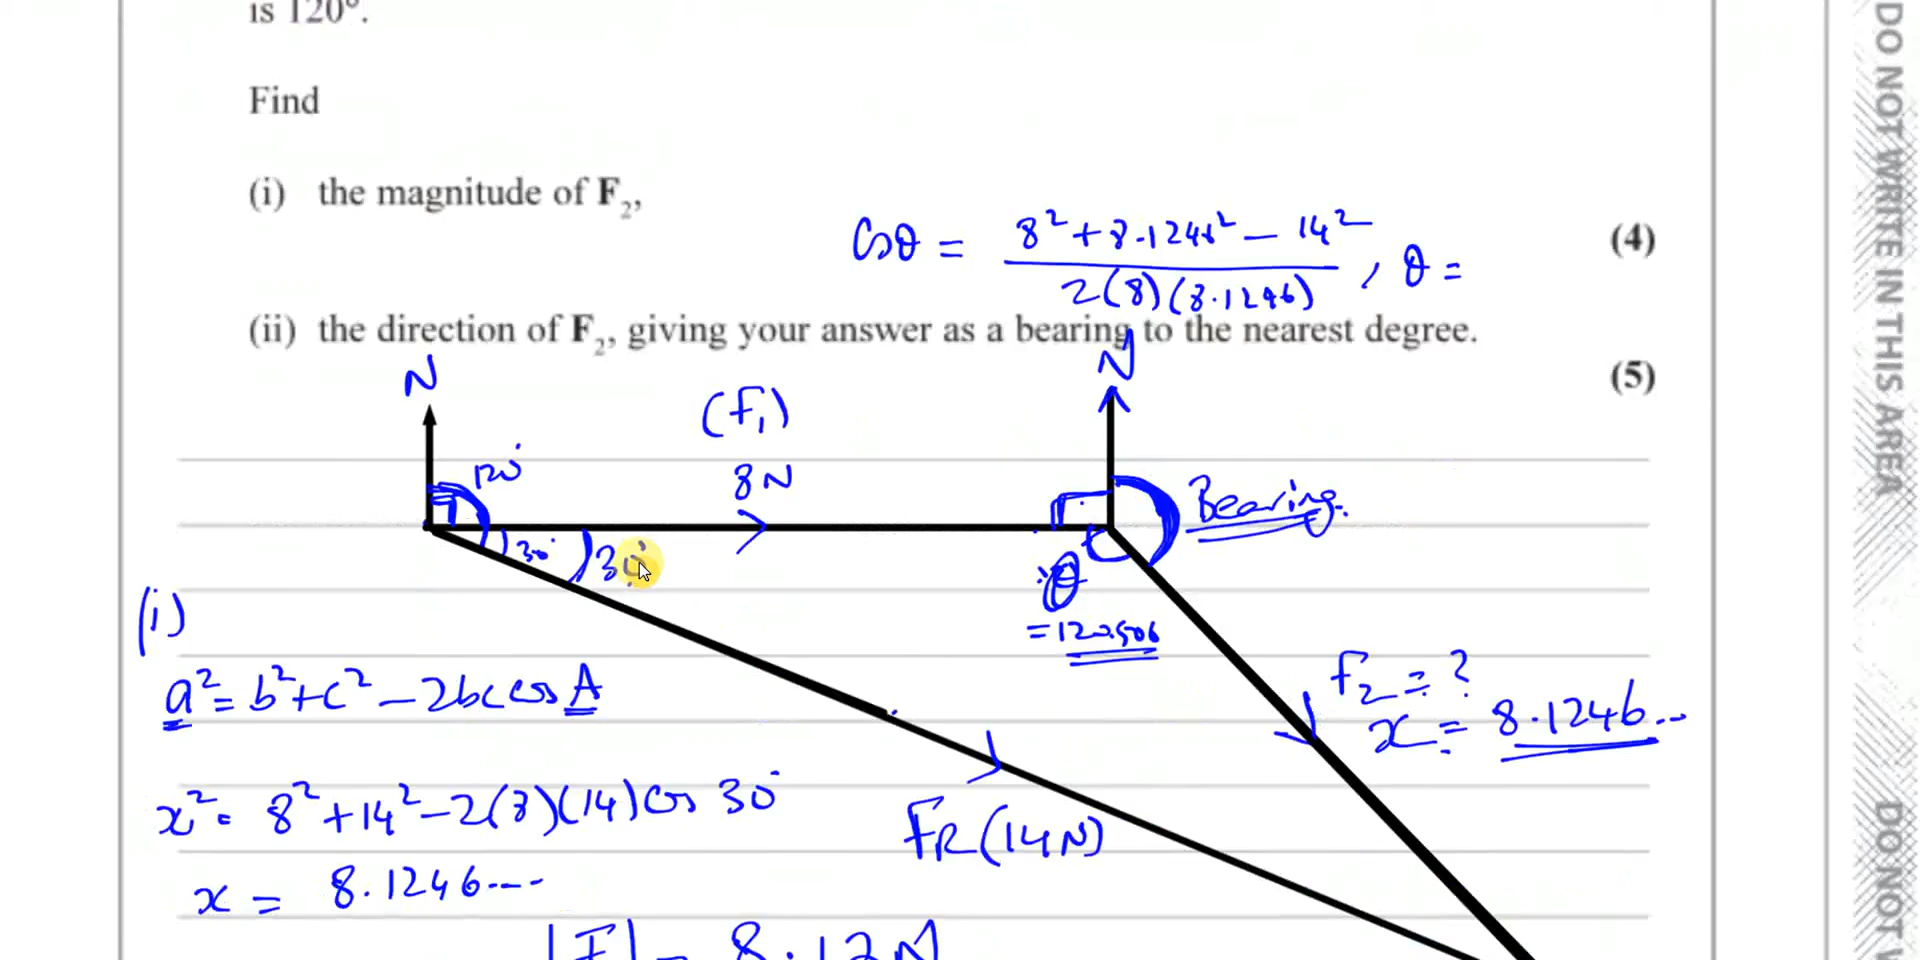 is 120°.
Find
(i) the magnitude of F₂,
(4)
Cosθ = 8² + 8.1246² − 14² / 2(8)(8.1246) , θ =
(ii) the direction of F₂, giving your answer as a bearing to the nearest degree.
(5)
N
N
(F₁)
120°
8N
Bearing.
30°
30°
θ
= 120.506
(i)
a² = b² + c² − 2bc cos A
F₂ = ?
x = 8.1246...
x² = 8² + 14² − 2(8)(14) Cos 30°
FR (14N)
x = 8.1246----
|F| = 8.12N
DO NOT WRITE IN THIS AREA
DO NOT W